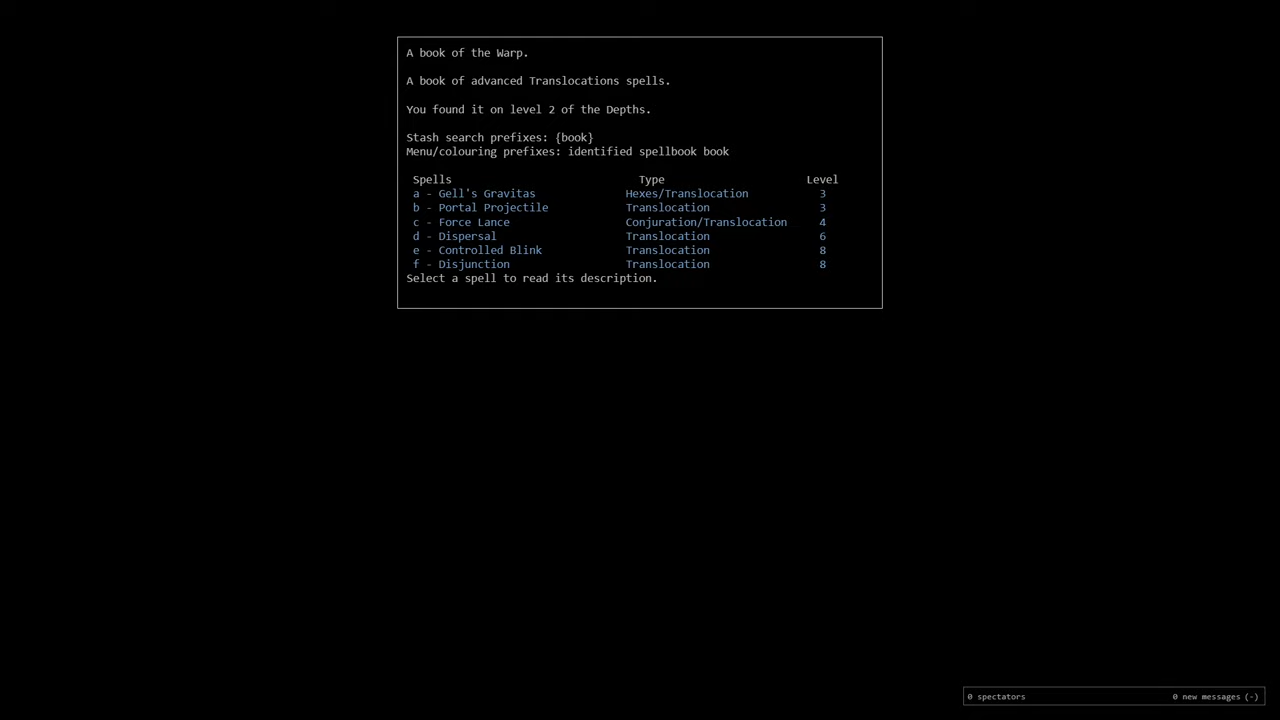 A book of the Warp.
A book of advanced Translocations spells.
You found it on level 2 of the Depths.
Stash search prefixes: {book}
Menu/colouring prefixes: identified spellbook book
Spells Type Level
a - Gell's Gravitas Hexes/Translocation 3
b - Portal Projectile Translocation 3
c - Force Lance Conjuration/Translocation 4
d - Dispersal Translocation 6
e - Controlled Blink Translocation 8
f - Disjunction Translocation 8
Select a spell to read its description.
0 spectators 0 new messages (-)